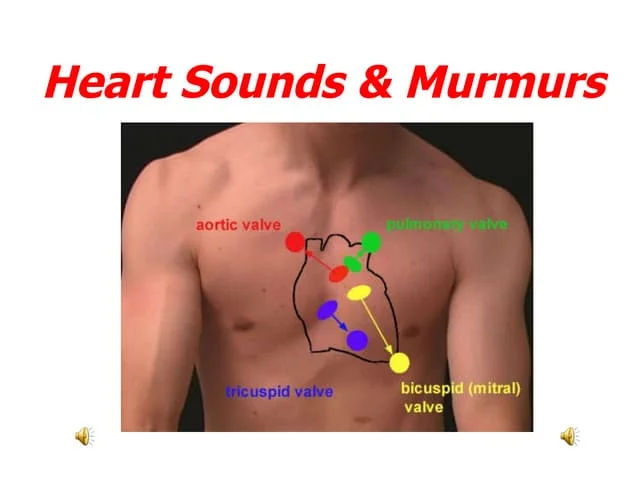 Heart Sounds & Murmurs
aortic valve
pulmonary valve
tricuspid valve
bicuspid (mitral)
valve